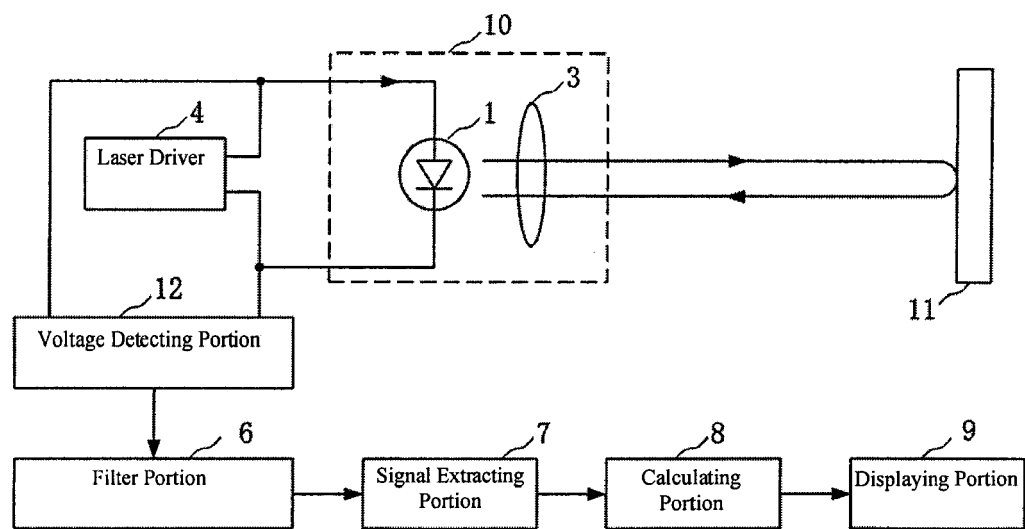 10
3
1
4
Laser Driver
11
12
Voltage Detecting Portion
6
Filter Portion
7
Signal Extracting
Portion
8
Calculating
Portion
9
Displaying Portion